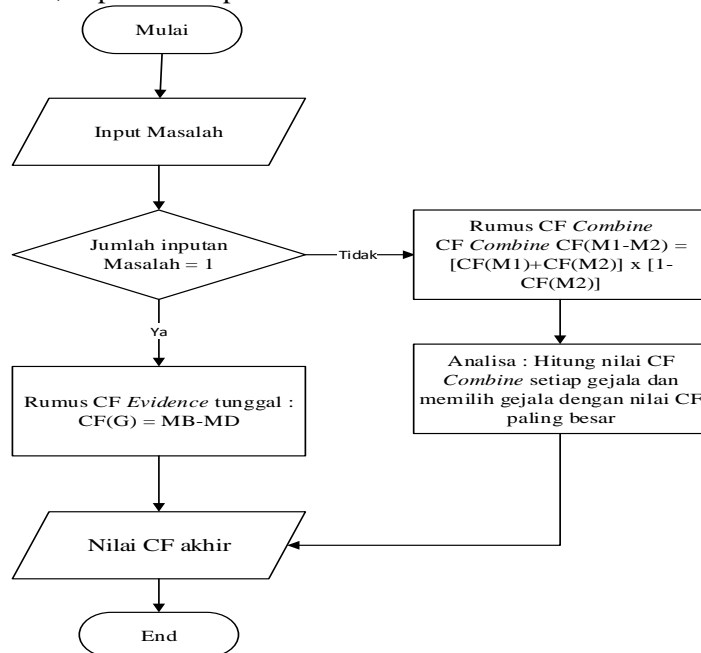 Mulai
Input Masalah
Jumlah inputan
Masalah = 1
Tidak
Rumus CF Combine
CF Combine CF(M1-M2) =
[CF(M1)+CF(M2)] x [1-
CF(M2)]
Ya
Rumus CF Evidence tunggal :
CF(G) = MB-MD
Analisa : Hitung nilai CF
Combine setiap gejala dan
memilih gejala dengan nilai CF
paling besar
Nilai CF akhir
End